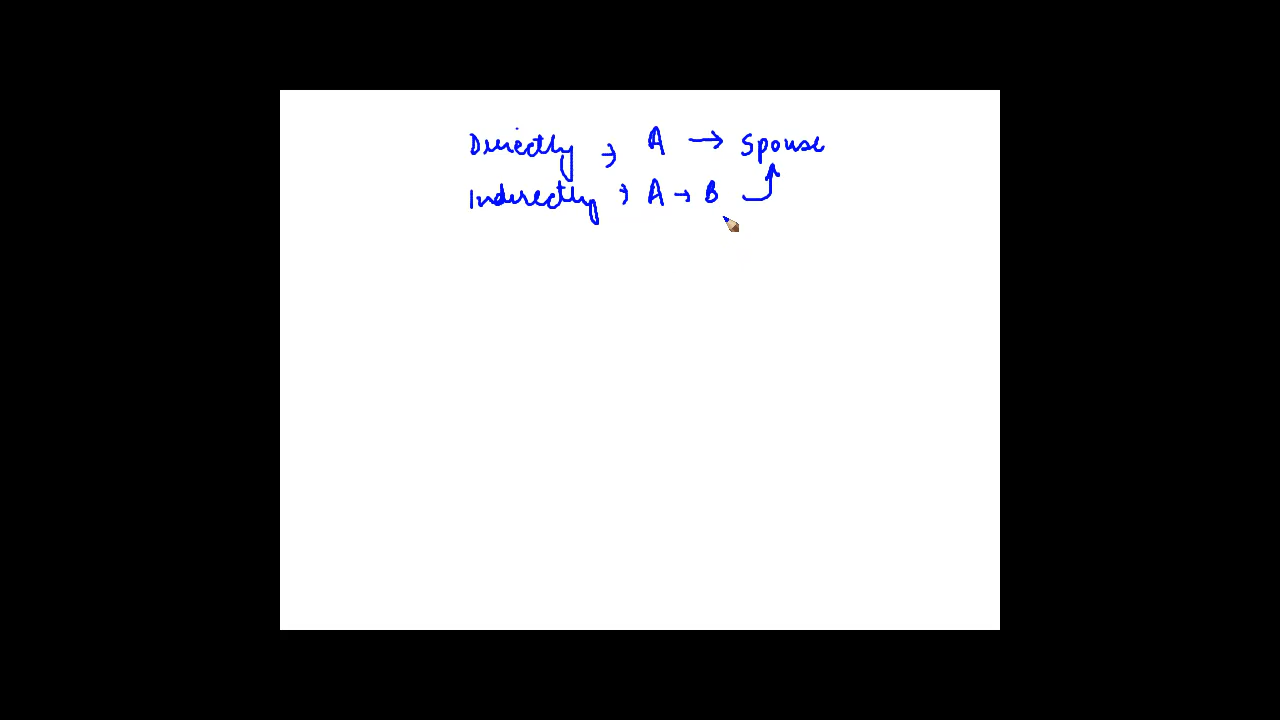 Directly → A → Spouse
Indirectly → A → B